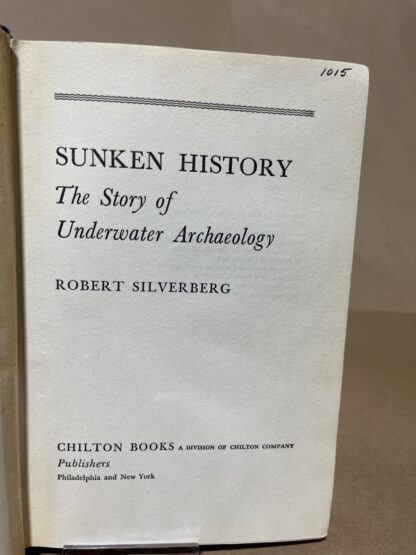 1015
SUNKEN HISTORY
The Story of
Underwater Archaeology
ROBERT SILVERBERG
CHILTON BOOKS A DIVISION OF CHILTON COMPANY
Publishers
Philadelphia and New York